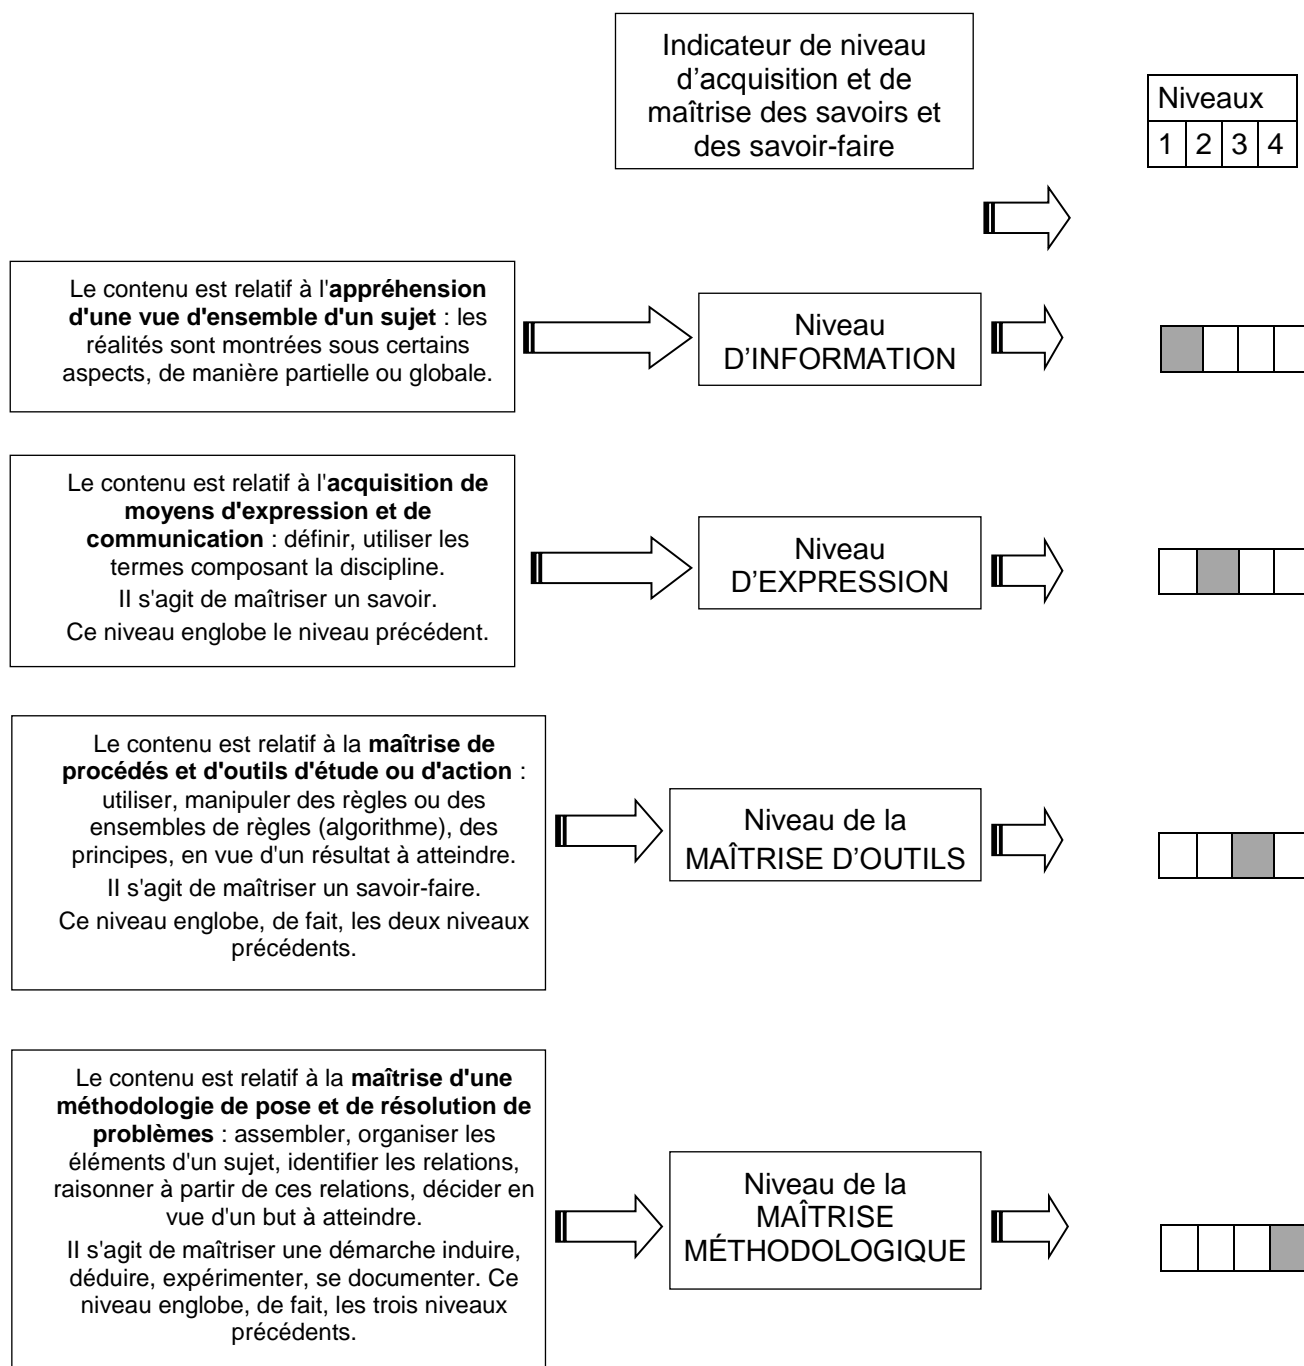 Indicateur de niveau
d’acquisition et de
maîtrise des savoirs et
des savoir-faire
Niveaux
1 2 3 4
Le contenu est relatif à l'appréhension
d'une vue d'ensemble d'un sujet : les
réalités sont montrées sous certains
aspects, de manière partielle ou globale.
Niveau
D’INFORMATION
Le contenu est relatif à l'acquisition de
moyens d'expression et de
communication : définir, utiliser les
termes composant la discipline.
Il s'agit de maîtriser un savoir.
Ce niveau englobe le niveau précédent.
Niveau
D’EXPRESSION
Le contenu est relatif à la maîtrise de
procédés et d'outils d'étude ou d'action :
utiliser, manipuler des règles ou des
ensembles de règles (algorithme), des
principes, en vue d'un résultat à atteindre.
Il s'agit de maîtriser un savoir-faire.
Ce niveau englobe, de fait, les deux niveaux
précédents.
Niveau de la
MAÎTRISE D’OUTILS
Le contenu est relatif à la maîtrise d'une
méthodologie de pose et de résolution de
problèmes : assembler, organiser les
éléments d'un sujet, identifier les relations,
raisonner à partir de ces relations, décider en
vue d'un but à atteindre.
Il s'agit de maîtriser une démarche induire,
déduire, expérimenter, se documenter. Ce
niveau englobe, de fait, les trois niveaux
précédents.
Niveau de la
MAÎTRISE
MÉTHODOLOGIQUE